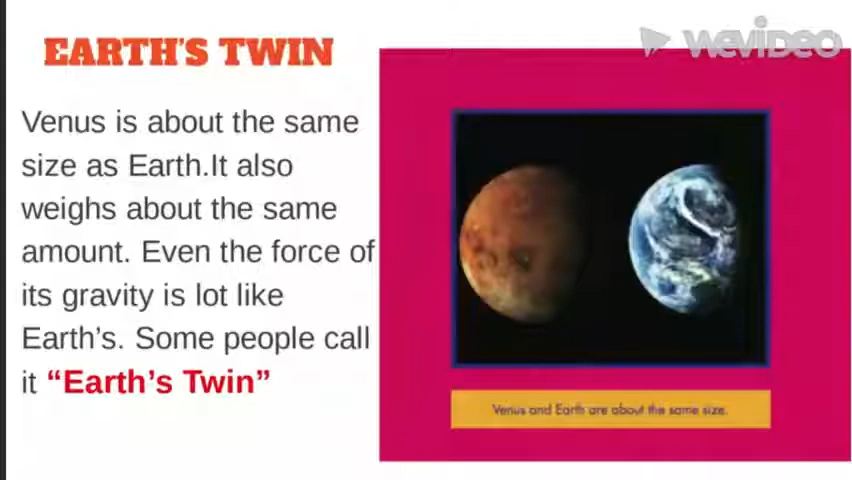 EARTH'S TWIN
WEVIDEO
Venus is about the same
size as Earth.It also
weighs about the same
amount. Even the force of
its gravity is lot like
Earth's. Some people call
it “Earth's Twin”
Venus and Earth are about the same size.